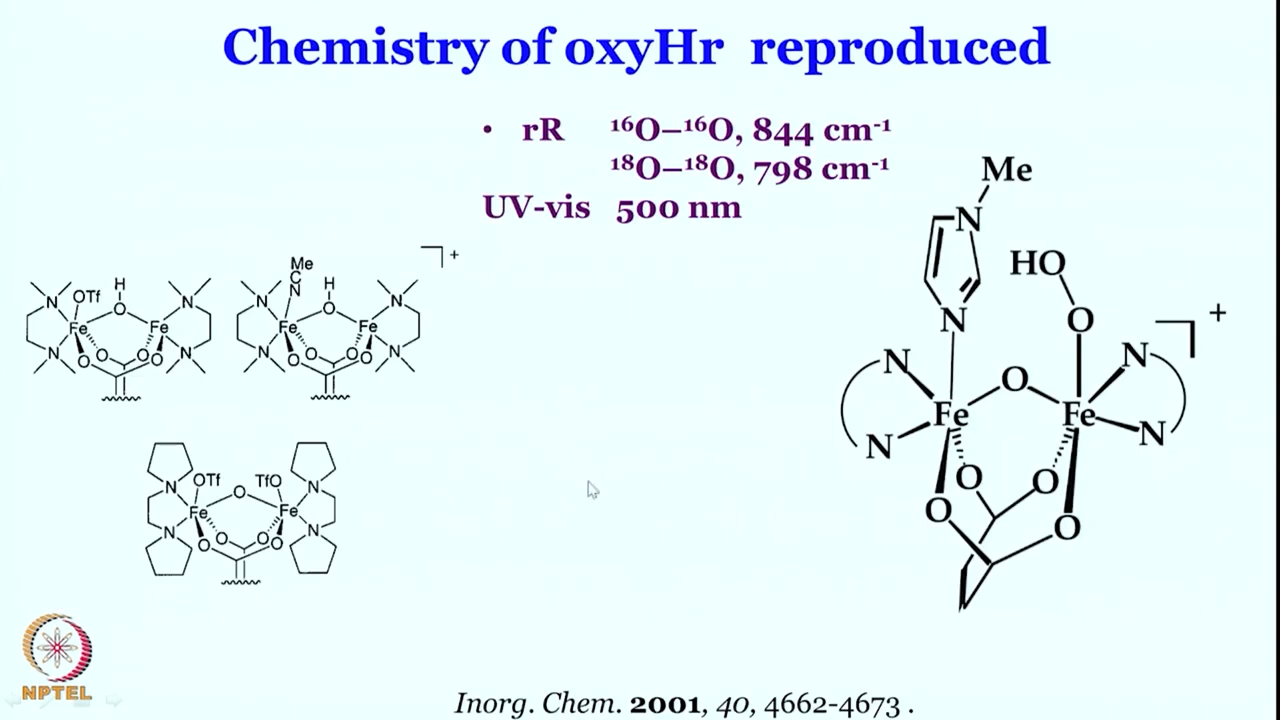 Chemistry of oxyHr reproduced
• rR ¹⁶O–¹⁶O, 844 cm⁻¹
¹⁸O–¹⁸O, 798 cm⁻¹
UV-vis 500 nm
Me
N
HO
N
O
+
N
N
O
Fe
Fe
N
N
O
O
O
O
Me
C
N
+
H
H
N
OTf
O
N
N
O
N
Fe
Fe
Fe
Fe
N
O
O
N
N
O
O
N
O
O
O
O
N
OTf
TfO
N
O
Fe
Fe
N
O
O
N
O
O
NPTEL
Inorg. Chem. 2001, 40, 4662-4673 .